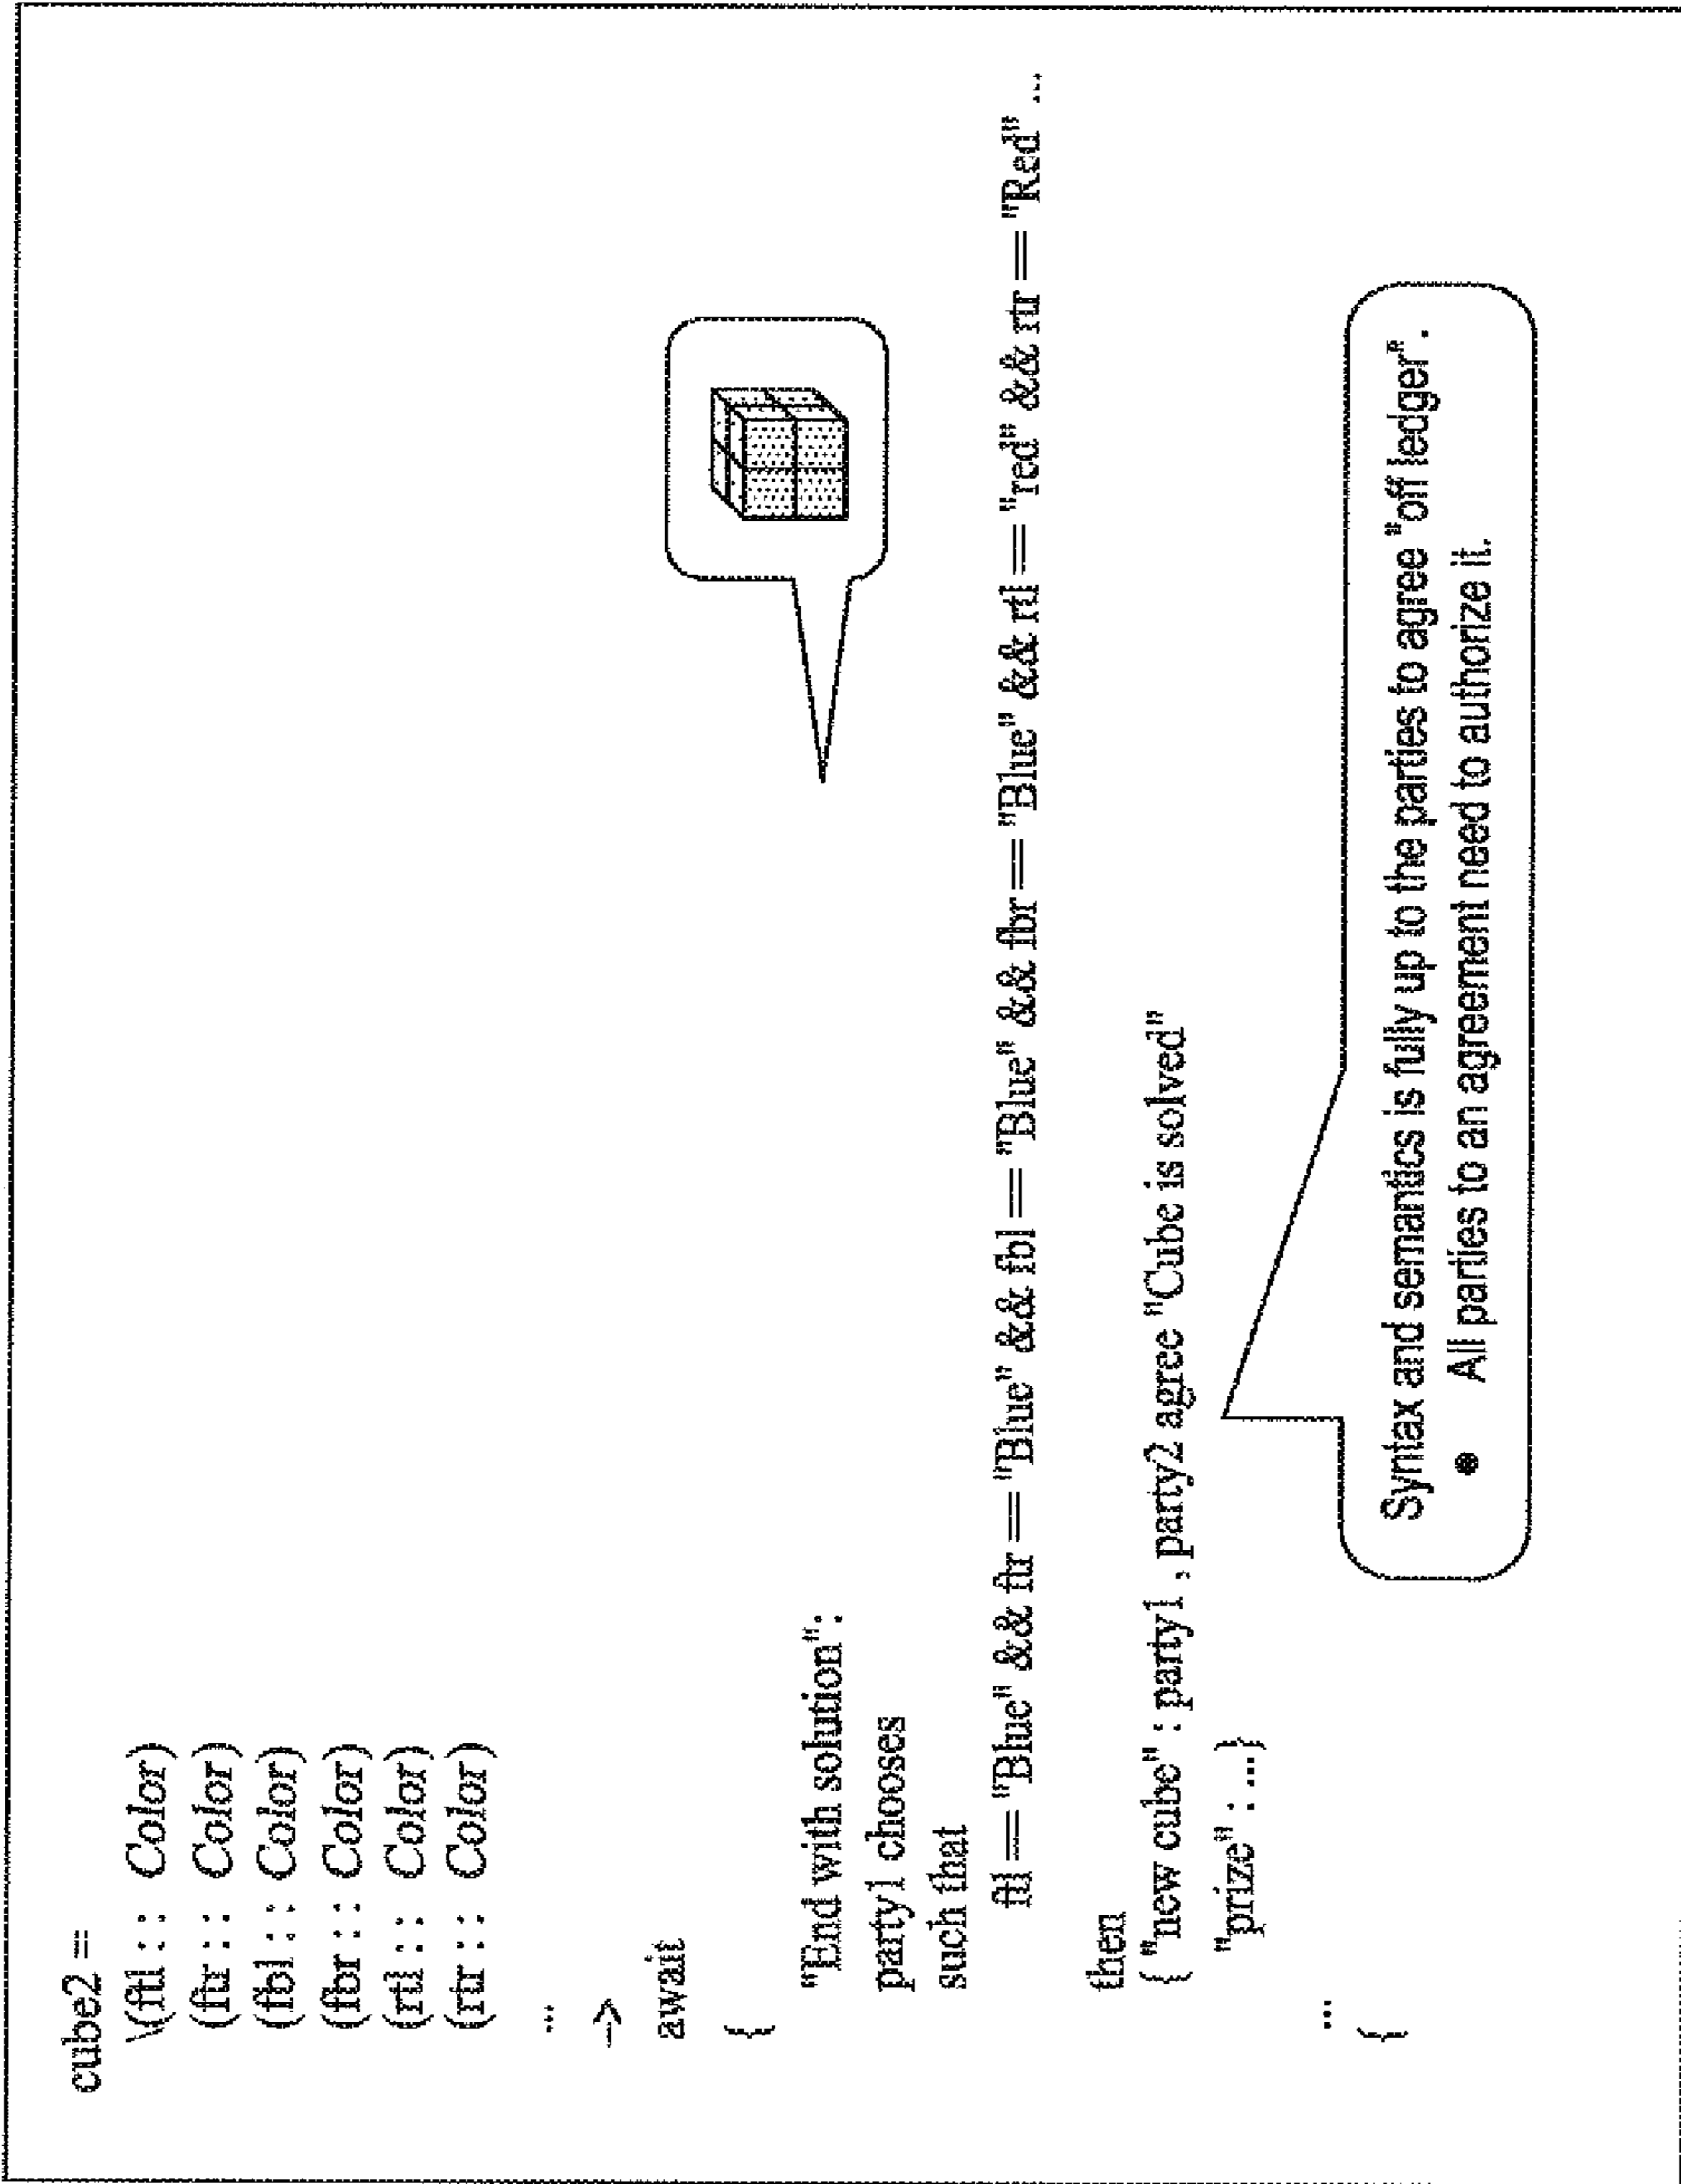 cube2 =
\(ftl :: Color)
(ftr :: Color)
(fbl :: Color)
(fbr :: Color)
(rtl :: Color)
(rtr :: Color)
...
->
await
{
"End with solution":
party1 chooses
such that
ftl == "Blue" && ftr == "Blue" && fbl == "Blue" && fbr == "Blue" && rtl == "red" && rtr == "Red" ...
then
{ "new cube" : party1 , party2 agree "Cube is solved"
"prize" : ...}
...
{
Syntax and semantics is fully up to the parties to agree "off ledger".
• All parties to an agreement need to authorize it.